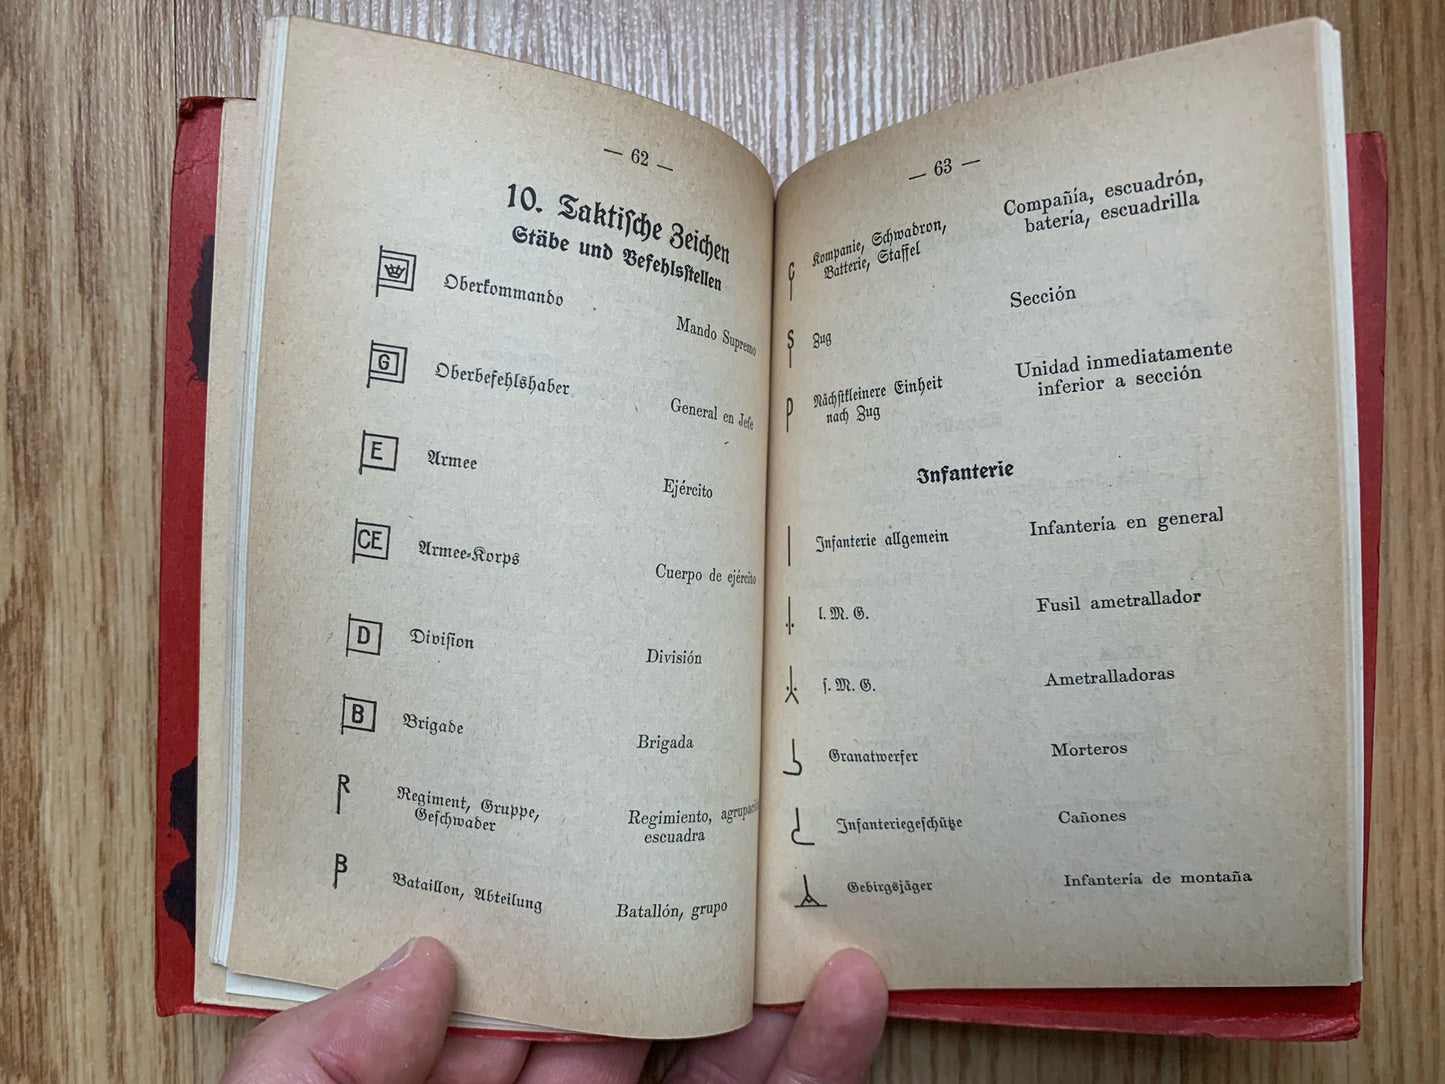 — 62 —
10. Taktische Zeichen
Stäbe und Befehlsstellen
Oberkommando
Mando Supremo
G
Oberbefehlshaber
General en Jefe
E
Armee
Ejército
CE
Armee-Korps
Cuerpo de ejército
D
Division
División
B
Brigade
Brigada
R
Regiment, Gruppe,
Geschwader
Regimiento,
escuadra
B
Bataillon, Abteilung
Batallón, grupo
— 63 —
C
Kompanie, Schwadron,
Batterie, Staffel
Compañía, escuadrón,
batería, escuadrilla
S
Zug
Sección
P
Nächstkleinere Einheit
nach Zug
Unidad inmediatamente
inferior a sección
Infanterie
Infanterie allgemein
Infantería en general
l. M. G.
Fusil ametrallador
s. M. G.
Ametralladoras
Granatwerfer
Morteros
Infanteriegeschütze
Cañones
Gebirgsjäger
Infantería de montaña